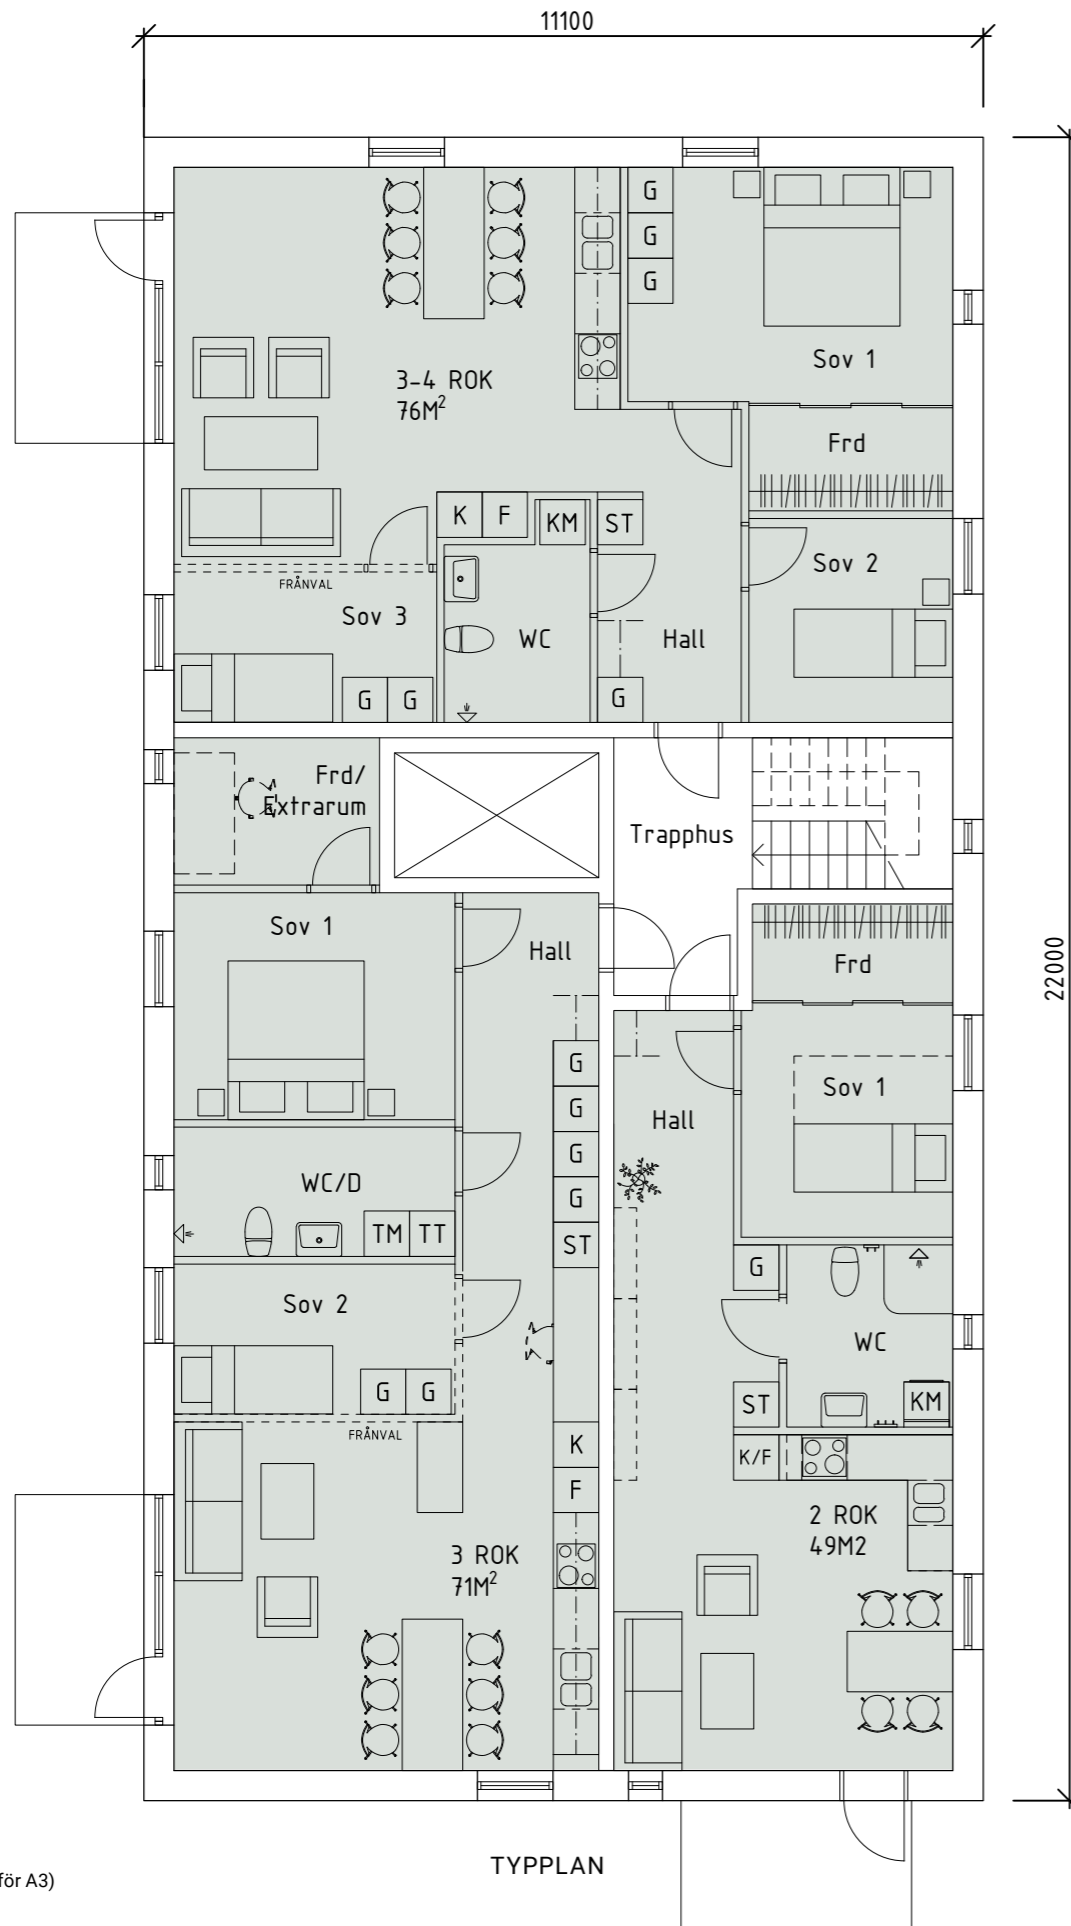 11100
G
G
G
Sov 1
3-4 ROK
76M²
Frd
K F KM ST
Sov 2
FRÅNVAL
Sov 3
WC
Hall
G G
G
Frd/
Extrarum
Trapphus
Sov 1
Hall
Frd
22000
G
Sov 1
G
Hall
G
WC/D
G
TM TT
ST
G
Sov 2
WC
G G
ST
KM
FRÅNVAL
K
K/F
F
2 ROK
49M2
3 ROK
71M²
TYPPLAN
för A3)